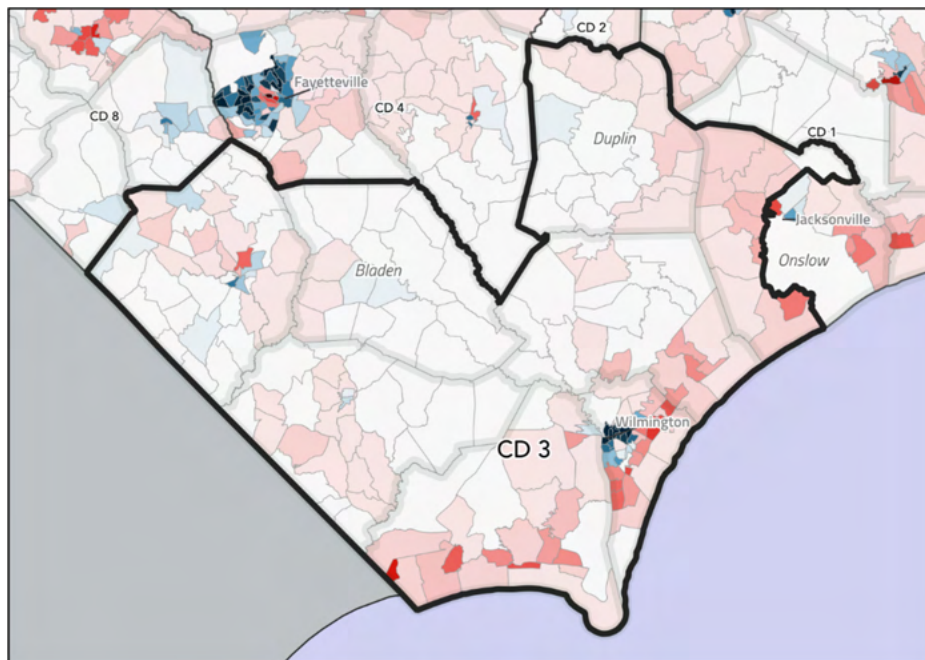 CD 2
Fayetteville
CD 4
CD 8
Duplin
CD 1
Jacksonville
Onslow
Bladen
Wilmington
CD 3